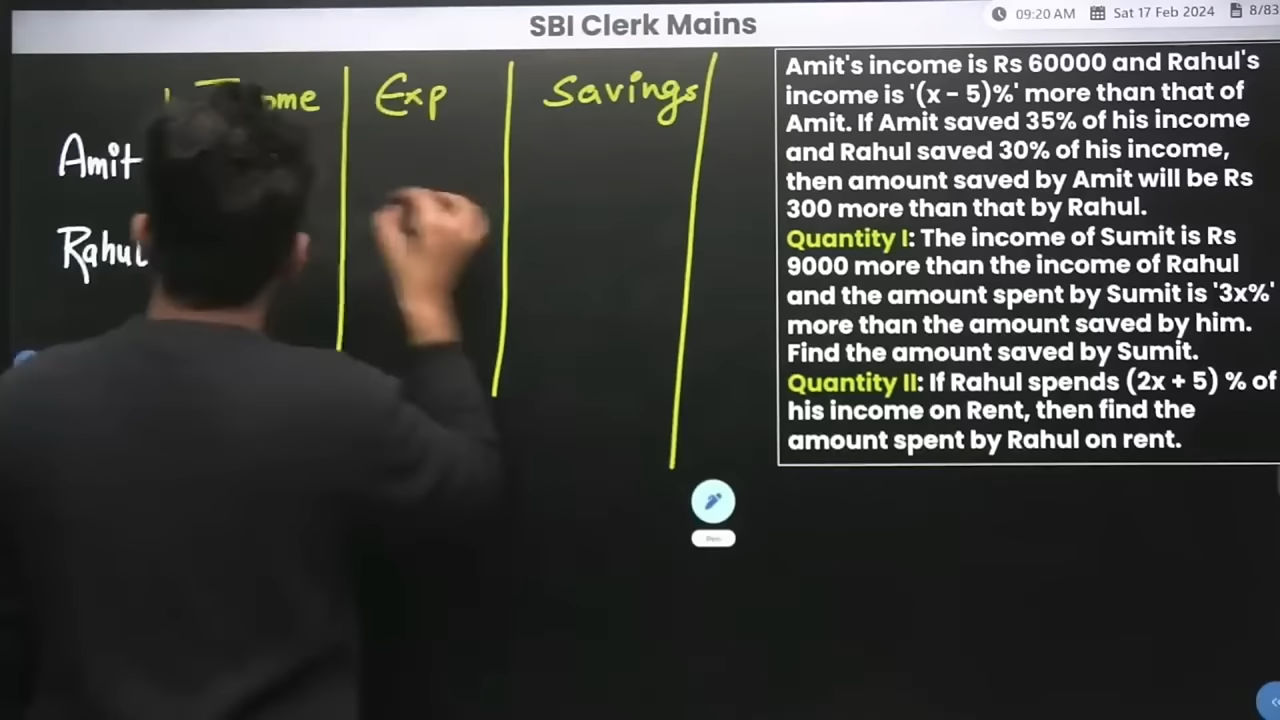 SBI Clerk Mains
09:20 AM Sat 17 Feb 2024 8/83
Exp Savings
Amit
Rahul
Amit's income is Rs 60000 and Rahul's
income is '(x - 5)%' more than that of
Amit. If Amit saved 35% of his income
and Rahul saved 30% of his income,
then amount saved by Amit will be Rs
300 more than that by Rahul.
Quantity I: The income of Sumit is Rs
9000 more than the income of Rahul
and the amount spent by Sumit is '3x%'
more than the amount saved by him.
Find the amount saved by Sumit.
Quantity II: If Rahul spends (2x + 5) % of
his income on Rent, then find the
amount spent by Rahul on rent.
Pen